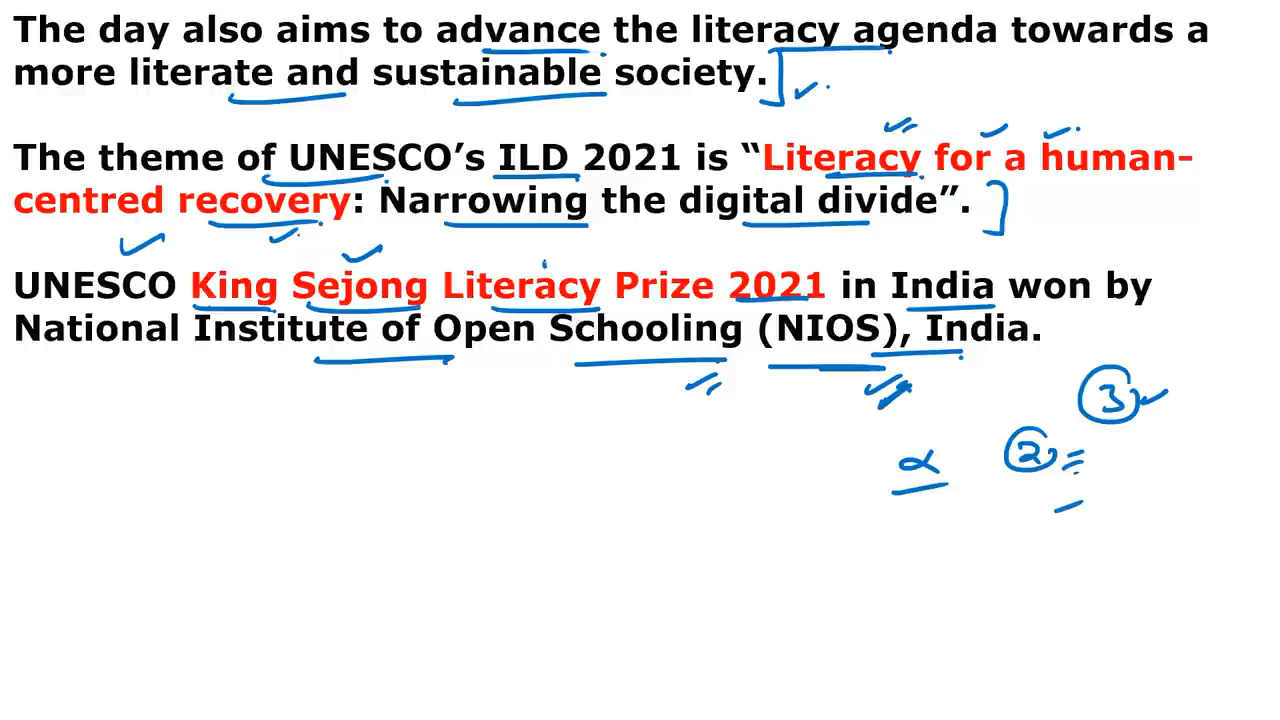 The day also aims to advance the literacy agenda towards a
more literate and sustainable society.
The theme of UNESCO’s ILD 2021 is “Literacy for a human-
centred recovery: Narrowing the digital divide”.
UNESCO King Sejong Literacy Prize 2021 in India won by
National Institute of Open Schooling (NIOS), India.
3
2
α